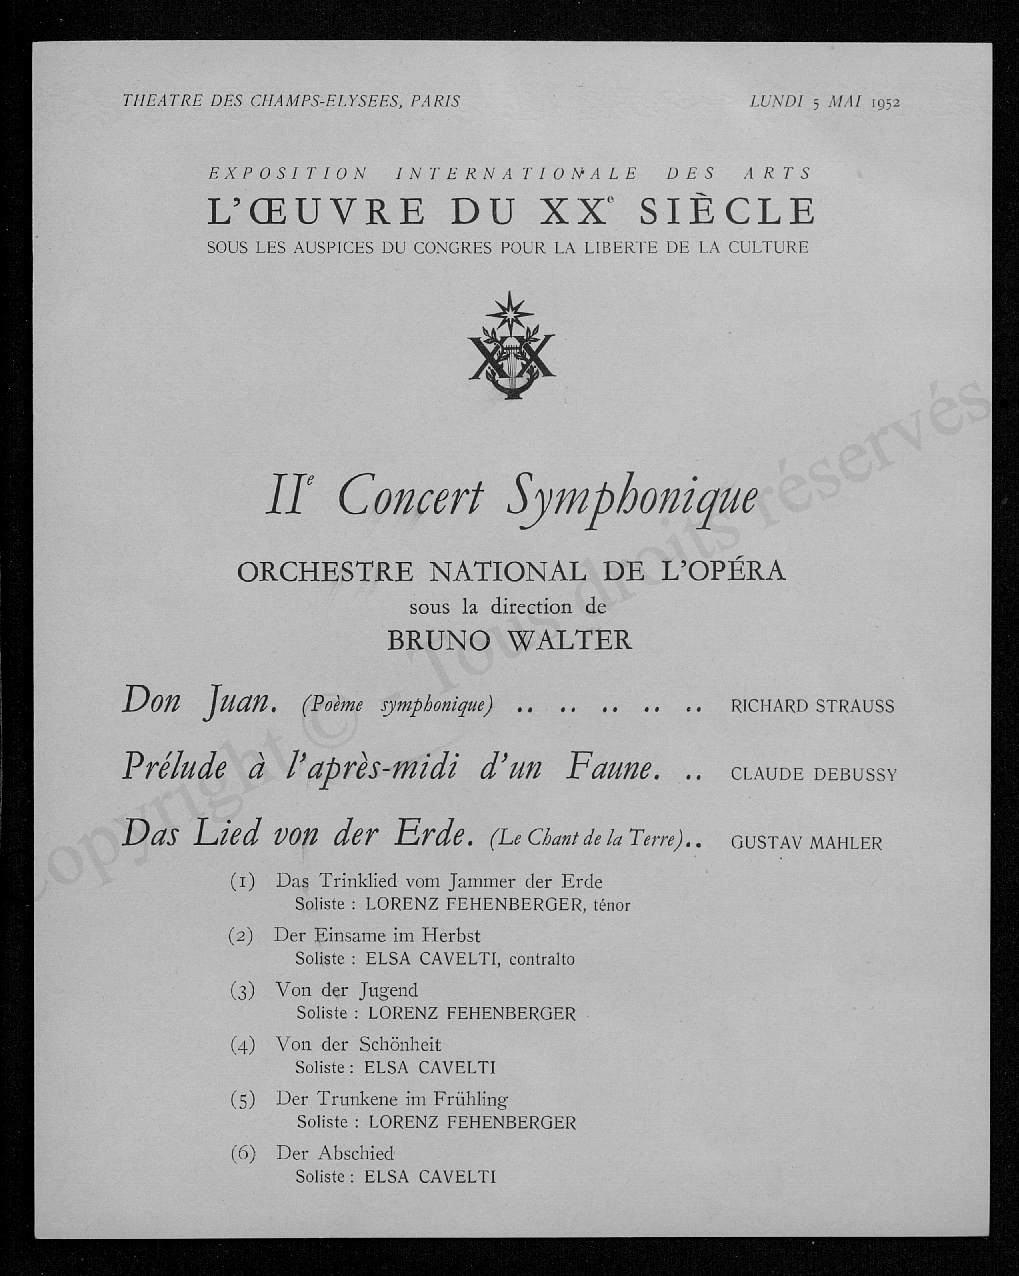 THEATRE DES CHAMPS-ELYSEES, PARIS LUNDI 5 MAI 1952
EXPOSITION INTERNATIONALE DES ARTS
L'ŒUVRE DU XXe SIÈCLE
SOUS LES AUSPICES DU CONGRES POUR LA LIBERTE DE LA CULTURE
XX
IIe Concert Symphonique
ORCHESTRE NATIONAL DE L'OPÉRA
sous la direction de
BRUNO WALTER
Don Juan. (Poème symphonique) .. .. .. .. .. RICHARD STRAUSS
Prélude à l'après-midi d'un Faune. .. CLAUDE DEBUSSY
Das Lied von der Erde. (Le Chant de la Terre).. GUSTAV MAHLER
(1) Das Trinklied vom Jammer der Erde
Soliste : LORENZ FEHENBERGER, ténor
(2) Der Einsame im Herbst
Soliste : ELSA CAVELTI, contralto
(3) Von der Jugend
Soliste : LORENZ FEHENBERGER
(4) Von der Schönheit
Soliste : ELSA CAVELTI
(5) Der Trunkene im Frühling
Soliste : LORENZ FEHENBERGER
(6) Der Abschied
Soliste : ELSA CAVELTI
Copyright © - Tous droits réservés